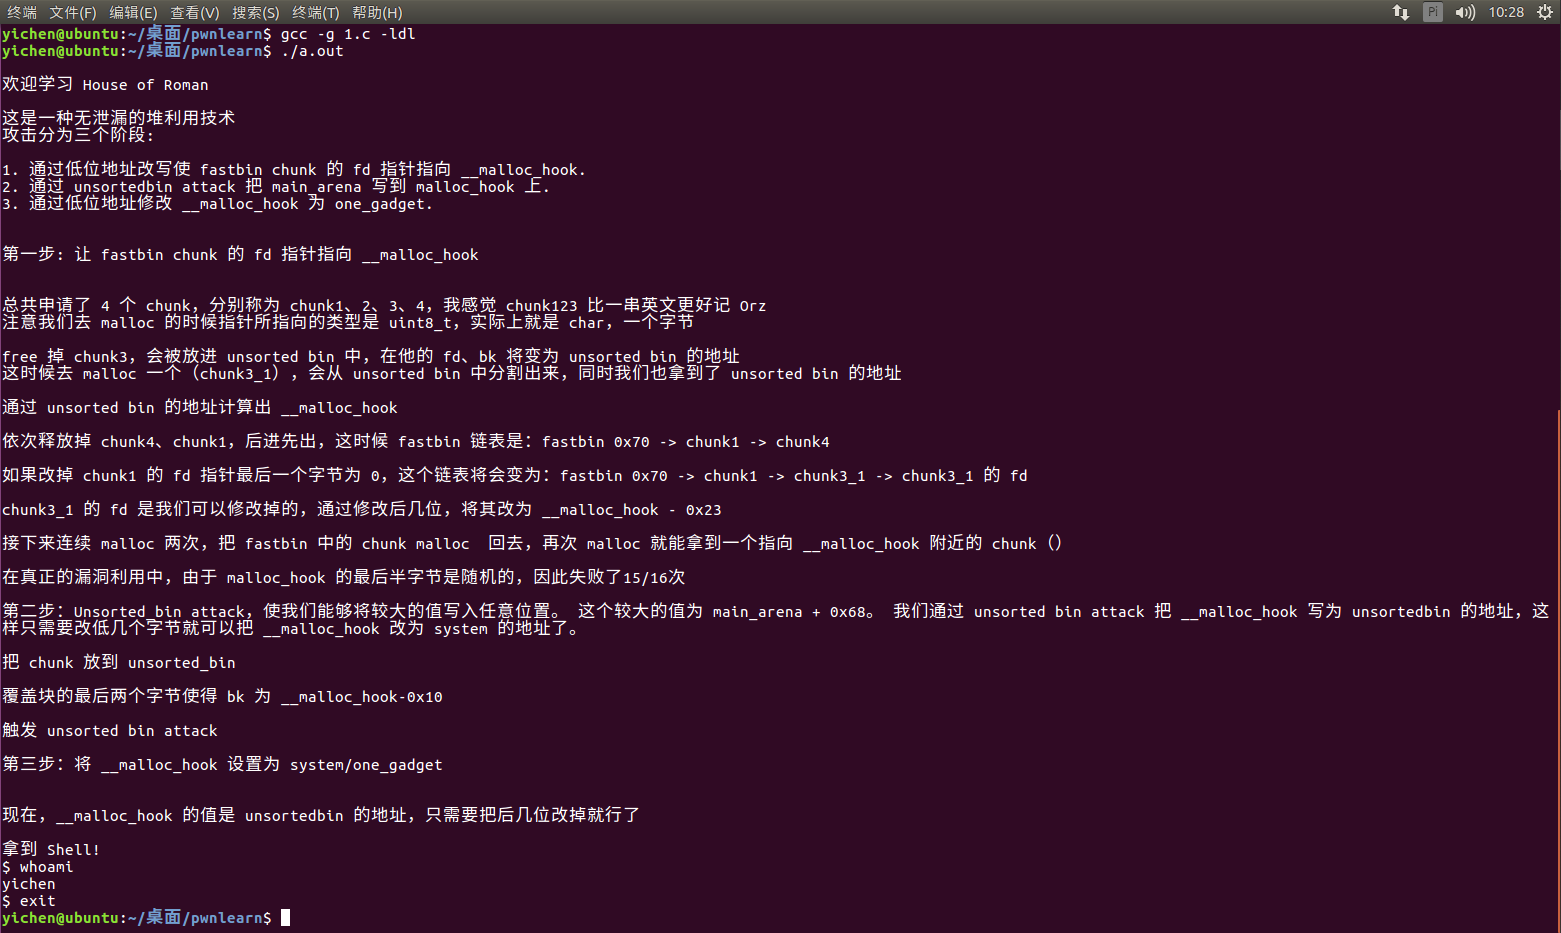 终端 文件(F) 编辑(E) 查看(V) 搜索(S) 终端(T) 帮助(H) Pi 10:28
yichen@ubuntu:~/桌面/pwnlearn$ gcc -g 1.c -ldl
yichen@ubuntu:~/桌面/pwnlearn$ ./a.out
欢迎学习 House of Roman
这是一种无泄漏的堆利用技术
攻击分为三个阶段:
1. 通过低位地址改写使 fastbin chunk 的 fd 指针指向 __malloc_hook.
2. 通过 unsortedbin attack 把 main_arena 写到 malloc_hook 上.
3. 通过低位地址修改 __malloc_hook 为 one_gadget.
第一步: 让 fastbin chunk 的 fd 指针指向 __malloc_hook
总共申请了 4 个 chunk，分别称为 chunk1、2、3、4，我感觉 chunk123 比一串英文更好记 Orz
注意我们去 malloc 的时候指针所指向的类型是 uint8_t，实际上就是 char，一个字节
free 掉 chunk3，会被放进 unsorted bin 中，在他的 fd、bk 将变为 unsorted bin 的地址
这时候去 malloc 一个（chunk3_1），会从 unsorted bin 中分割出来，同时我们也拿到了 unsorted bin 的地址
通过 unsorted bin 的地址计算出 __malloc_hook
依次释放掉 chunk4、chunk1，后进先出，这时候 fastbin 链表是：fastbin 0x70 -> chunk1 -> chunk4
如果改掉 chunk1 的 fd 指针最后一个字节为 0，这个链表将会变为：fastbin 0x70 -> chunk1 -> chunk3_1 -> chunk3_1 的 fd
chunk3_1 的 fd 是我们可以修改掉的，通过修改后几位，将其改为 __malloc_hook - 0x23
接下来连续 malloc 两次，把 fastbin 中的 chunk malloc  回去，再次 malloc 就能拿到一个指向 __malloc_hook 附近的 chunk（）
在真正的漏洞利用中，由于 malloc_hook 的最后半字节是随机的，因此失败了15/16次
第二步：Unsorted_bin attack，使我们能够将较大的值写入任意位置。 这个较大的值为 main_arena + 0x68。 我们通过 unsorted bin attack 把 __malloc_hook 写为 unsortedbin 的地址，这
样只需要改低几个字节就可以把 __malloc_hook 改为 system 的地址了。
把 chunk 放到 unsorted_bin
覆盖块的最后两个字节使得 bk 为 __malloc_hook-0x10
触发 unsorted bin attack
第三步：将 __malloc_hook 设置为 system/one_gadget
现在，__malloc_hook 的值是 unsortedbin 的地址，只需要把后几位改掉就行了
拿到 Shell!
$ whoami
yichen
$ exit
yichen@ubuntu:~/桌面/pwnlearn$